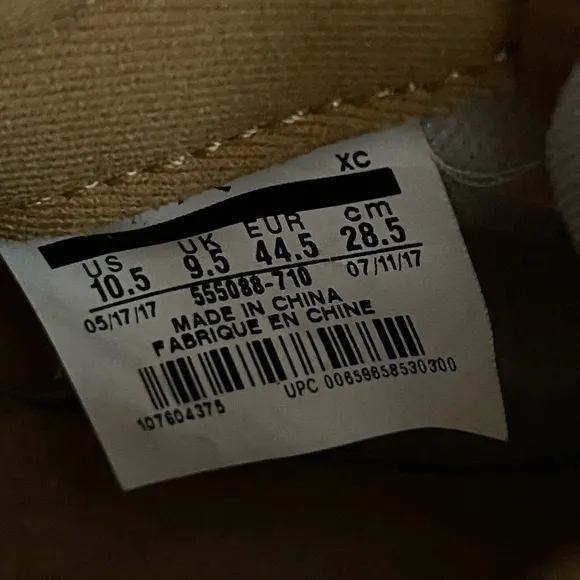 XC
US UK EUR cm
10.5 9.5 44.5 28.5
05/17/17 555088-710 07/11/17
MADE IN CHINA
FABRIQUE EN CHINE
107604375 UPC 00659658530300